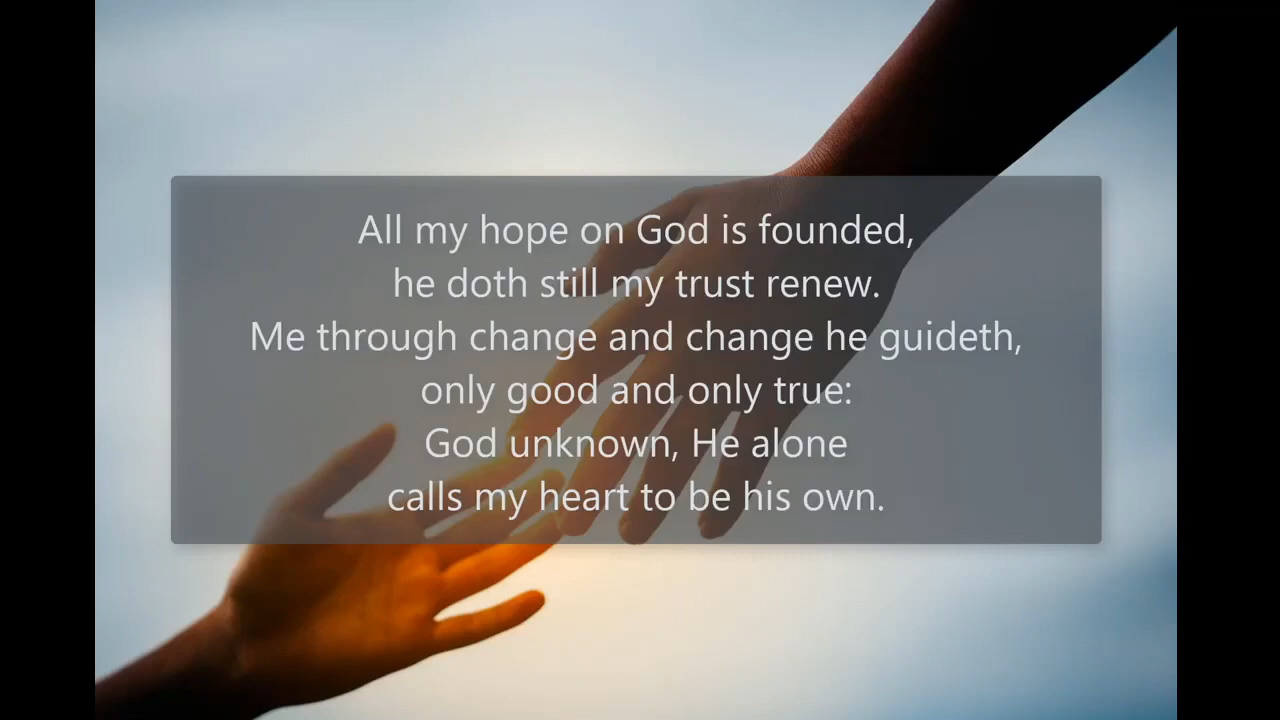 All my hope on God is founded,
he doth still my trust renew.
Me through change and change he guideth,
only good and only true:
God unknown, He alone
calls my heart to be his own.